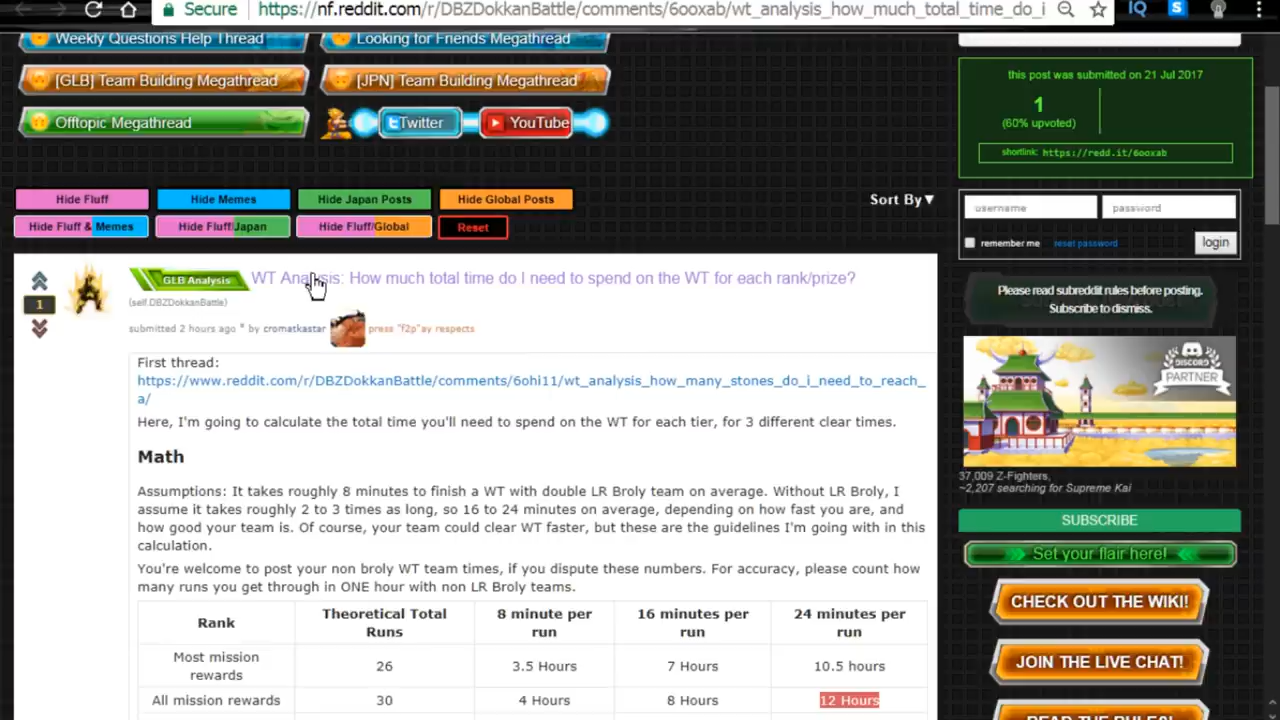 Secure
https://nf.reddit.com/r/DBZDokkanBattle/comments/6ooxab/wt_analysis_how_much_total_time_do_i
IQ
S
Weekly Questions Help Thread
Looking for Friends Megathread
[GLB] Team Building Megathread
[JPN] Team Building Megathread
Offtopic Megathread
Twitter
YouTube
this post was submitted on 21 Jul 2017
1
(60% upvoted)
shortlink: https://redd.it/6ooxab
Hide Fluff
Hide Memes
Hide Japan Posts
Hide Global Posts
Sort By▼
Hide Fluff & Memes
Hide Fluff/Japan
Hide Fluff/Global
Reset
username
password
remember me
reset password
login
GLB Analysis
WT Analysis: How much total time do I need to spend on the WT for each rank/prize?
(self.DBZDokkanBattle)
1
submitted 2 hours ago * by cromatkastar
press "f2p"ay respects
Please read subreddit rules before posting.
Subscribe to dismiss.
First thread:
https://www.reddit.com/r/DBZDokkanBattle/comments/6ohi11/wt_analysis_how_many_stones_do_i_need_to_reach_
a/
Here, I'm going to calculate the total time you'll need to spend on the WT for each tier, for 3 different clear times.
Math
Assumptions: It takes roughly 8 minutes to finish a WT with double LR Broly team on average. Without LR Broly, I
assume it takes roughly 2 to 3 times as long, so 16 to 24 minutes on average, depending on how fast you are, and
how good your team is. Of course, your team could clear WT faster, but these are the guidelines I'm going with in this
calculation.
You're welcome to post your non broly WT team times, if you dispute these numbers. For accuracy, please count how
many runs you get through in ONE hour with non LR Broly teams.
Rank
Theoretical Total
Runs
8 minute per
run
16 minutes per
run
24 minutes per
run
Most mission
rewards
26
3.5 Hours
7 Hours
10.5 hours
All mission rewards
30
4 Hours
8 Hours
12 Hours
DISCORD
PARTNER
37,009 Z-Fighters,
~2,207 searching for Supreme Kai
SUBSCRIBE
Set your flair here!
CHECK OUT THE WIKI!
JOIN THE LIVE CHAT!
READ THE RULES!